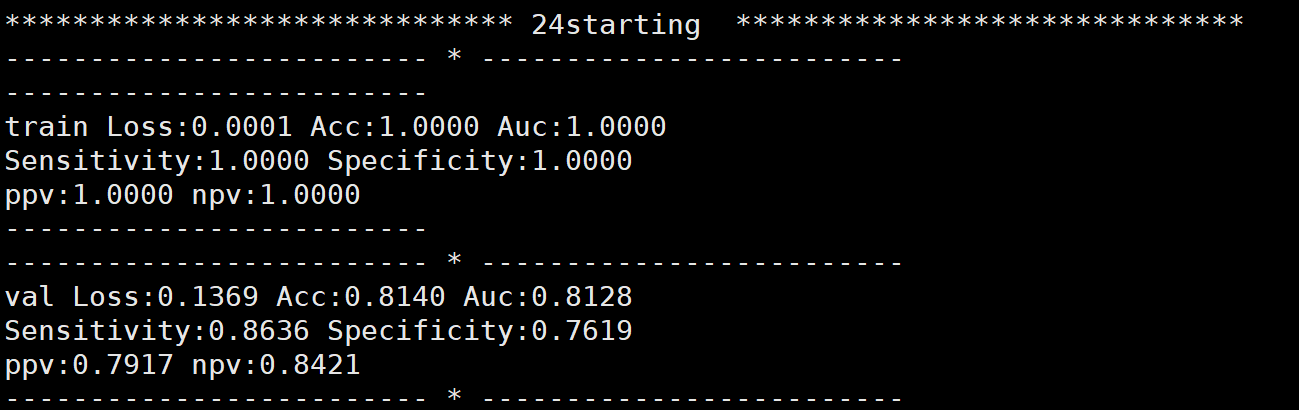 ****************************** 24starting  ******************************
------------------------- * -------------------------
-------------------------
train Loss:0.0001 Acc:1.0000 Auc:1.0000
Sensitivity:1.0000 Specificity:1.0000
ppv:1.0000 npv:1.0000
-------------------------
------------------------- * -------------------------
val Loss:0.1369 Acc:0.8140 Auc:0.8128
Sensitivity:0.8636 Specificity:0.7619
ppv:0.7917 npv:0.8421
------------------------- * -------------------------